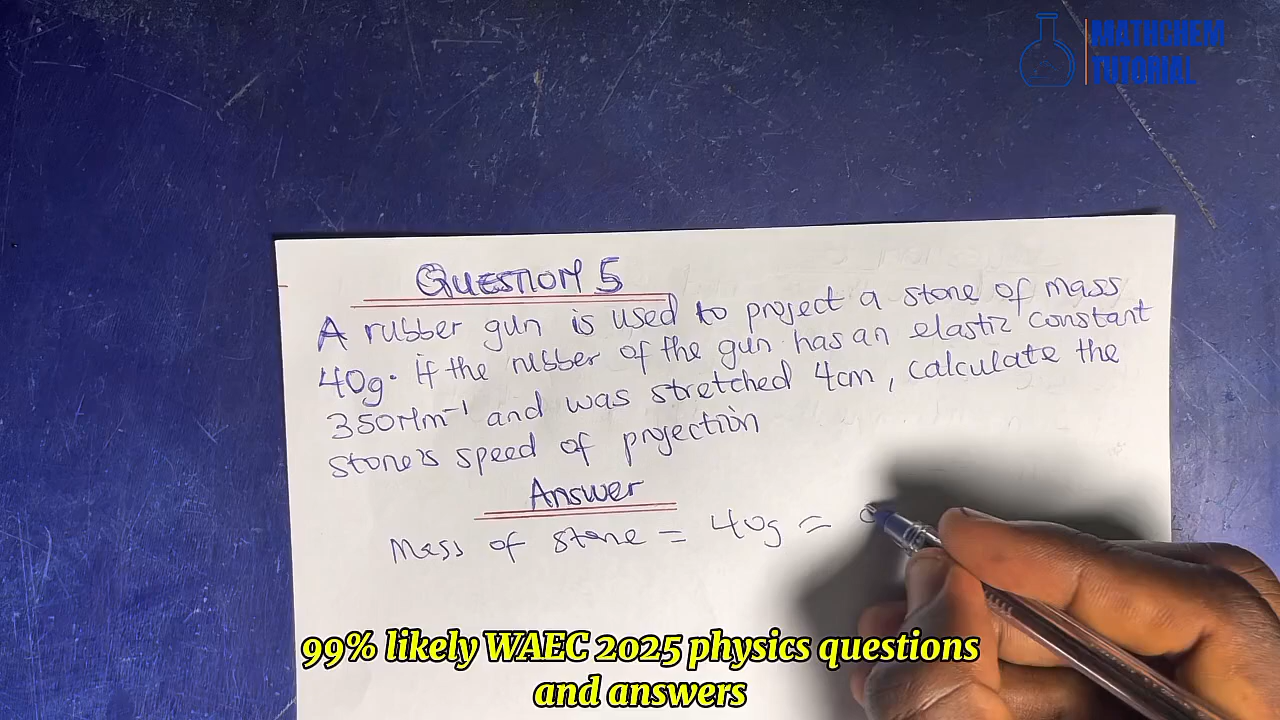 MATHCHEM
TUTORIAL
QUESTION 5
A rubber gun is used to project a stone of mass
40g. If the rubber of the gun has an elastic constant
350Nm⁻¹ and was stretched 4cm, calculate the
stone's speed of projection
Answer
Mass of stone = 40g =
99% likely WAEC 2025 physics questions
and answers